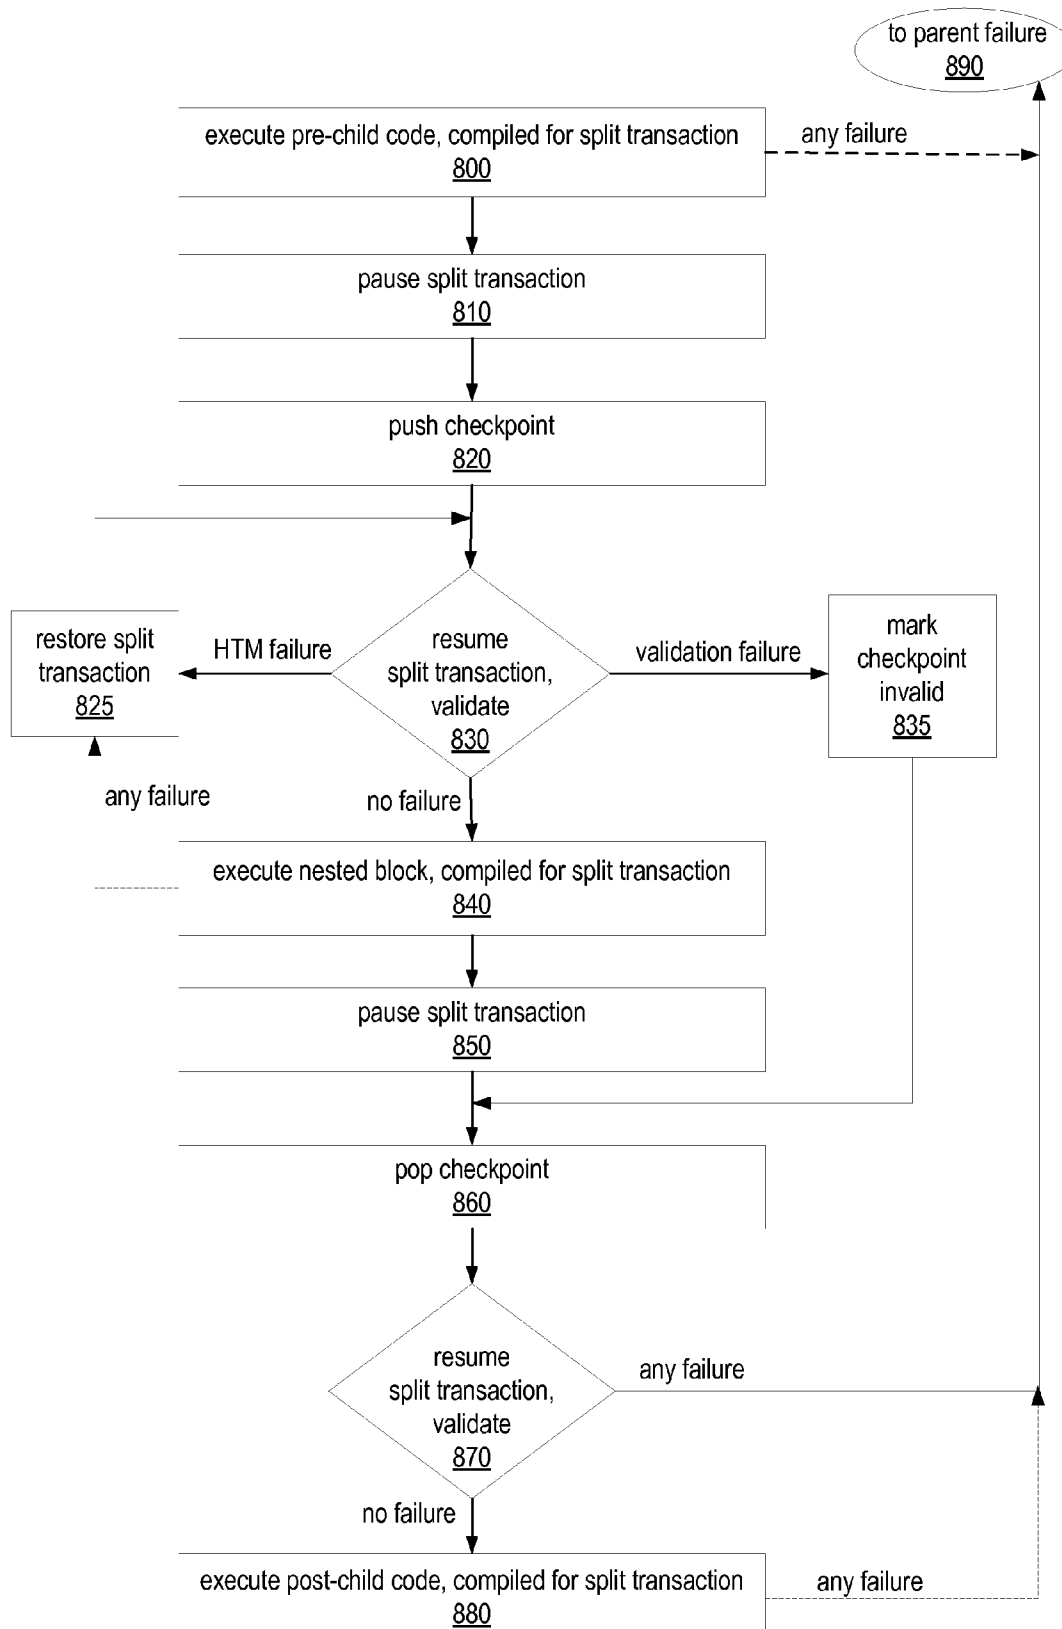 to parent failure
890
execute pre-child code, compiled for split transaction
800
any failure
pause split transaction
810
push checkpoint
820
restore split
transaction
825
HTM failure
resume
split transaction,
validate
830
validation failure
mark
checkpoint
invalid
835
any failure
no failure
execute nested block, compiled for split transaction
840
pause split transaction
850
pop checkpoint
860
resume
split transaction,
validate
870
any failure
no failure
execute post-child code, compiled for split transaction
880
any failure